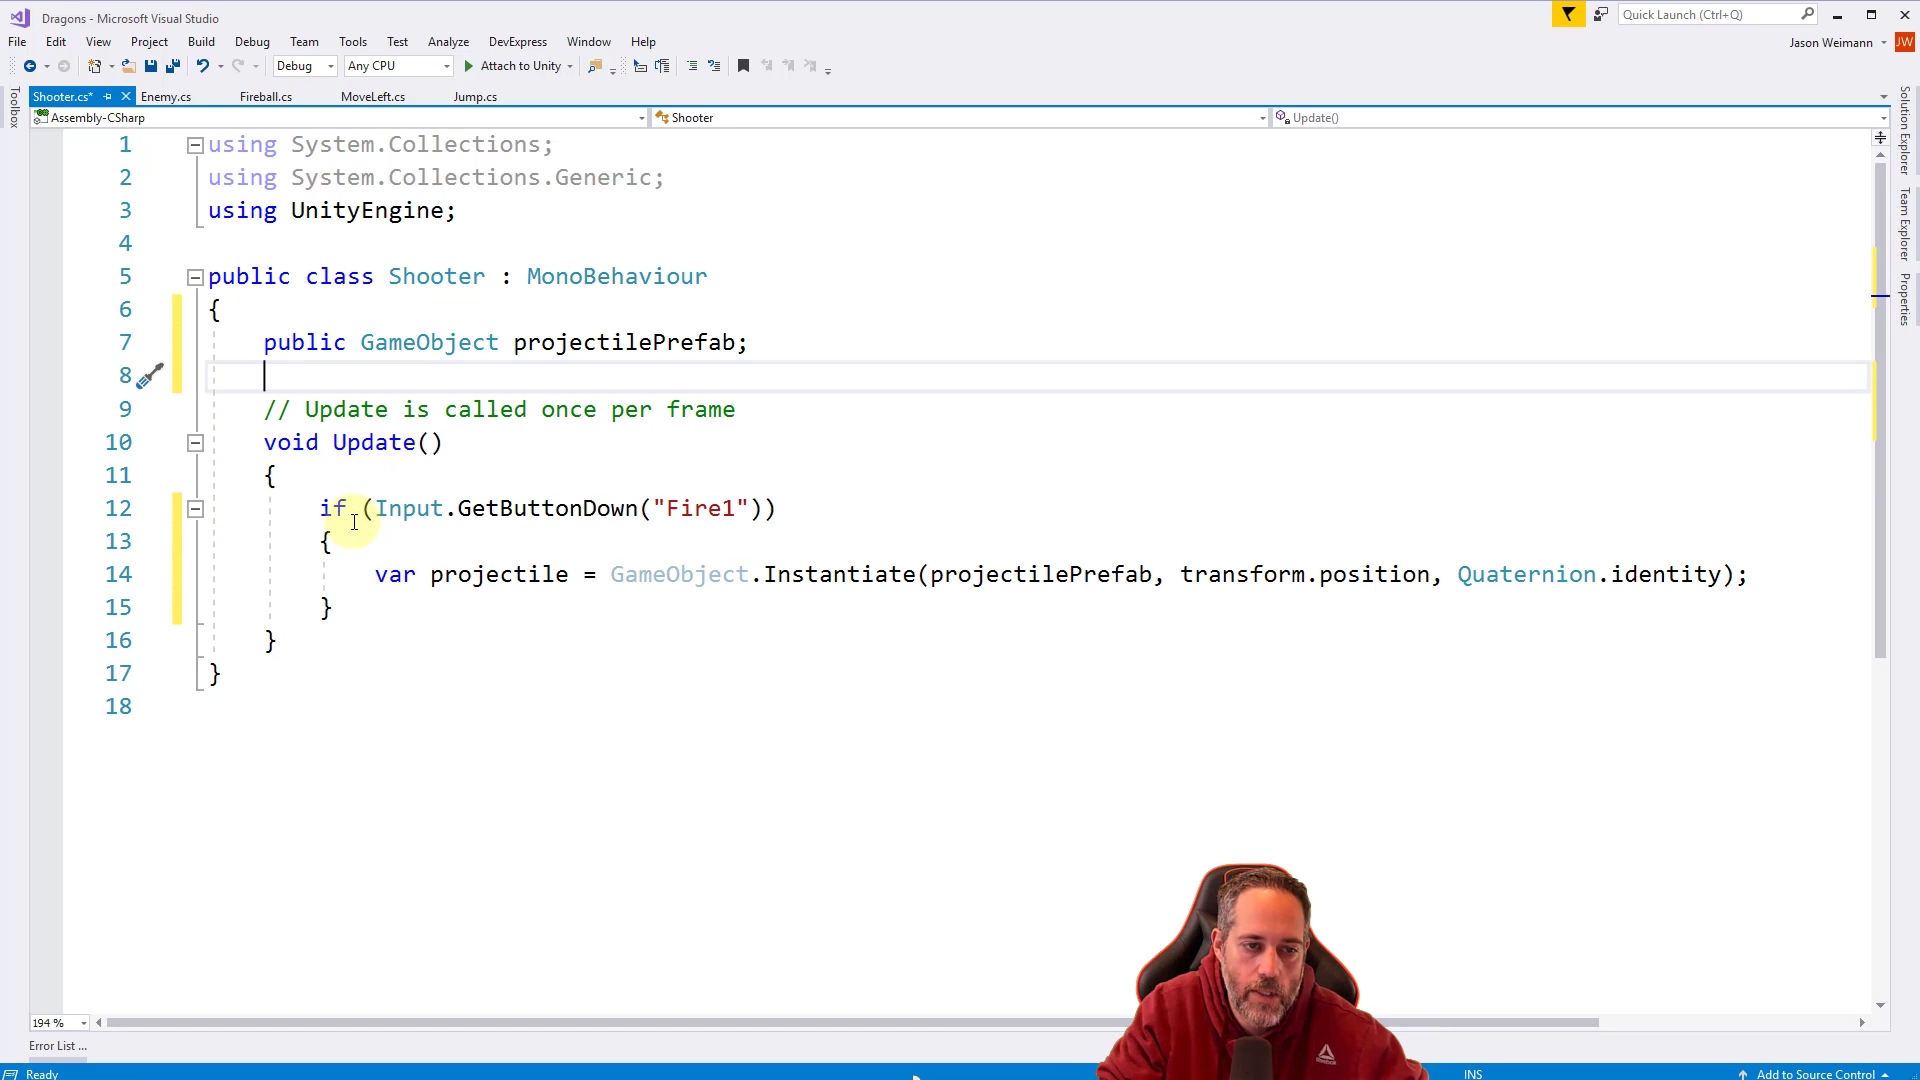 Dragons - Microsoft Visual Studio
Quick Launch (Ctrl+Q)
File Edit View Project Build Debug Team Tools Test Analyze DevExpress Window Help
Jason Weimann JW
Debug Any CPU Attach to Unity
Shooter.cs* Enemy.cs Fireball.cs MoveLeft.cs Jump.cs
Assembly-CSharp Shooter Update()
Toolbox
Solution Explorer
Team Explorer
Properties
1 using System.Collections;
2 using System.Collections.Generic;
3 using UnityEngine;
4
5 public class Shooter : MonoBehaviour
6 {
7 public GameObject projectilePrefab;
8
9 // Update is called once per frame
10 void Update()
11 {
12 if (Input.GetButtonDown("Fire1"))
13 {
14 var projectile = GameObject.Instantiate(projectilePrefab, transform.position, Quaternion.identity);
15 }
16 }
17 }
18
194 %
Error List ...
Ready INS Add to Source Control
Reebok